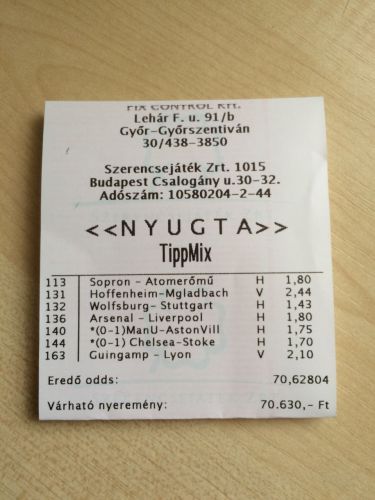 FIX CONTROL Kft.
Lehár F. u. 91/b
Győr-Győrszentiván
30/438-3850
Szerencsejáték Zrt. 1015
Budapest Csalogány u.30-32.
Adószám: 10580204-2-44
<<NYUGTA>>
TippMix
113 Sopron - Atomerőmű H 1,80
131 Hoffenheim-Mgladbach V 2,44
132 Wolfsburg- Stuttgart H 1,43
136 Arsenal - Liverpool H 1,80
140 *(0-1)ManU-AstonVill H 1,75
144 *(0-1) Chelsea-Stoke H 1,70
163 Guingamp - Lyon V 2,10
Eredő odds: 70,62804
Várható nyeremény: 70.630,- Ft